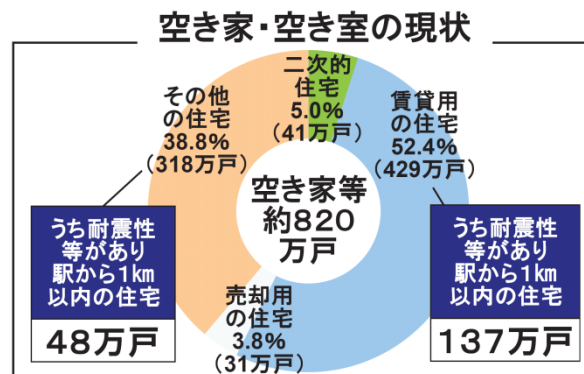 空き家・空き室の現状
二次的
住宅
5.0%
(41万戸)
賃貸用
の住宅
52.4%
(429万戸)
その他
の住宅
38.8%
(318万戸)
空き家等
約820
万戸
うち耐震性
等があり
駅から1km
以内の住宅
48万戸
売却用
の住宅
3.8%
(31万戸)
うち耐震性
等があり
駅から1km
以内の住宅
137万戸